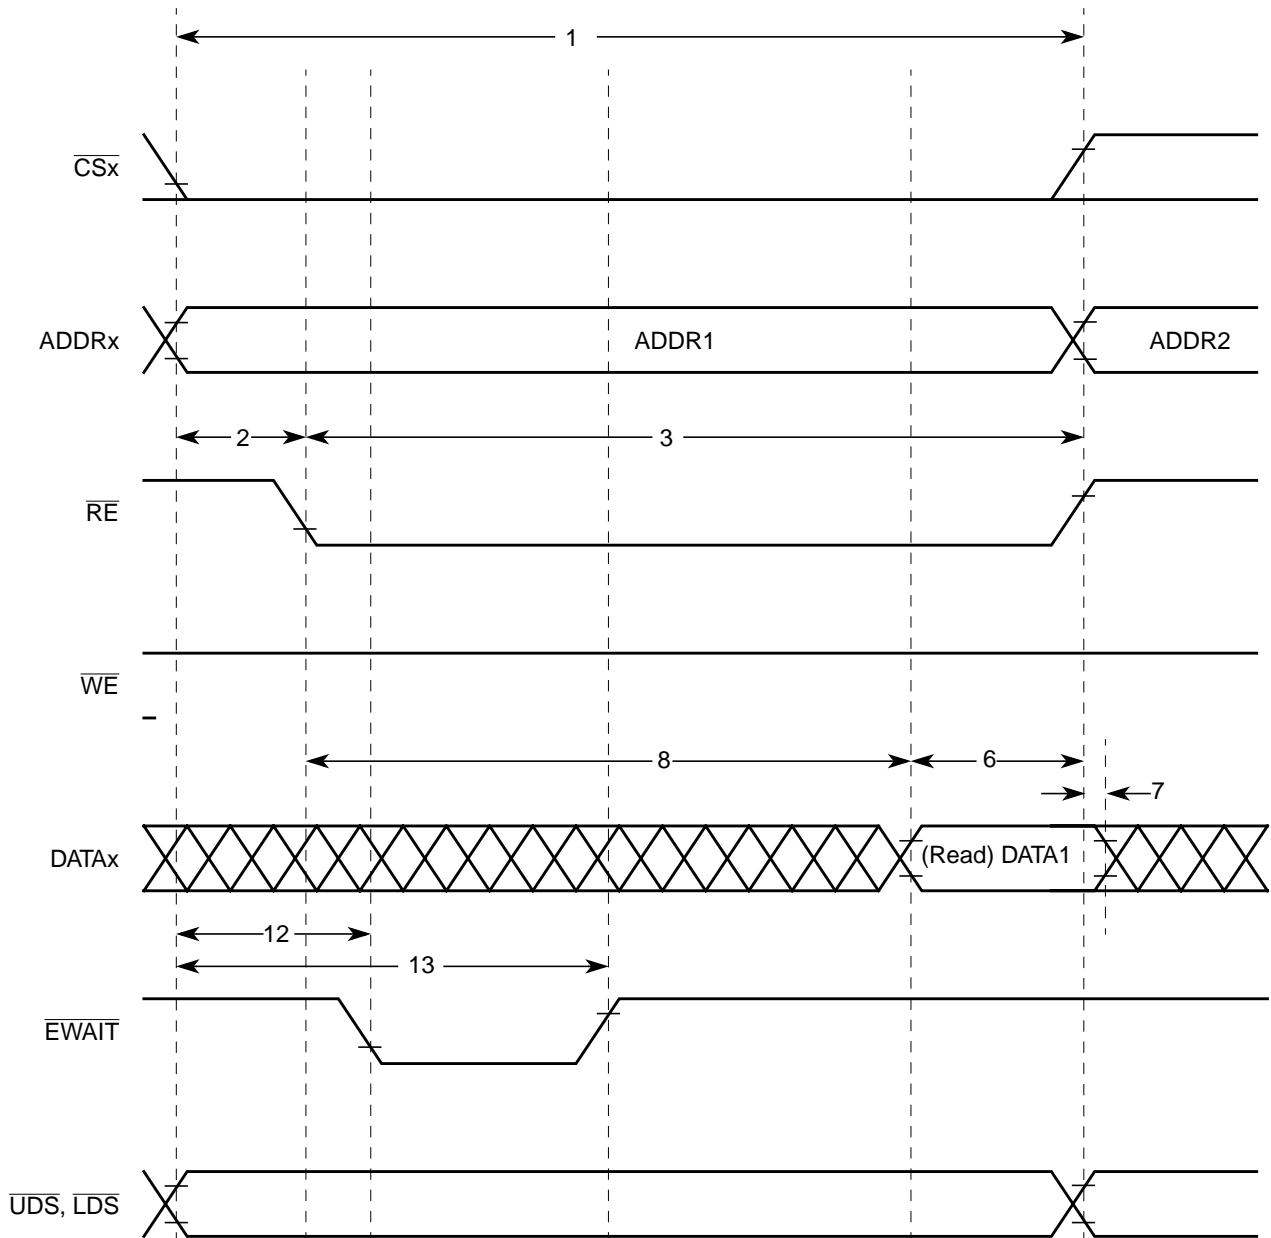 1
CSx
ADDRx
ADDR1
ADDR2
2
3
RE
WE
8
6
7
DATAx
(Read) DATA1
12
13
EWAIT
UDS, LDS